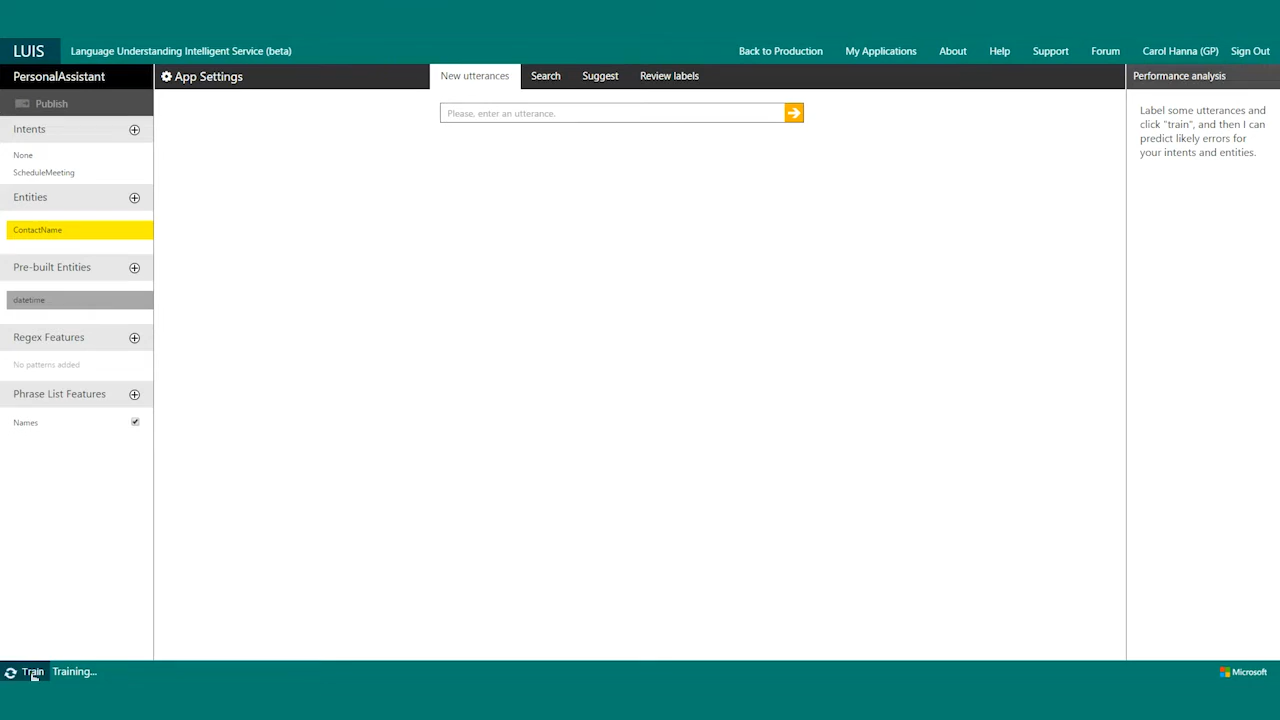 LUIS Language Understanding Intelligent Service (beta) Back to Production My Applications About Help Support Forum Carol Hanna (GP) Sign Out
PersonalAssistant App Settings New utterances Search Suggest Review labels Performance analysis
Publish
Please, enter an utterance.
Label some utterances and
click "train", and then I can
predict likely errors for
your intents and entities.
Intents
None
ScheduleMeeting
Entities
ContactName
Pre-built Entities
datetime
Regex Features
No patterns added
Phrase List Features
Names
Train Training... Microsoft